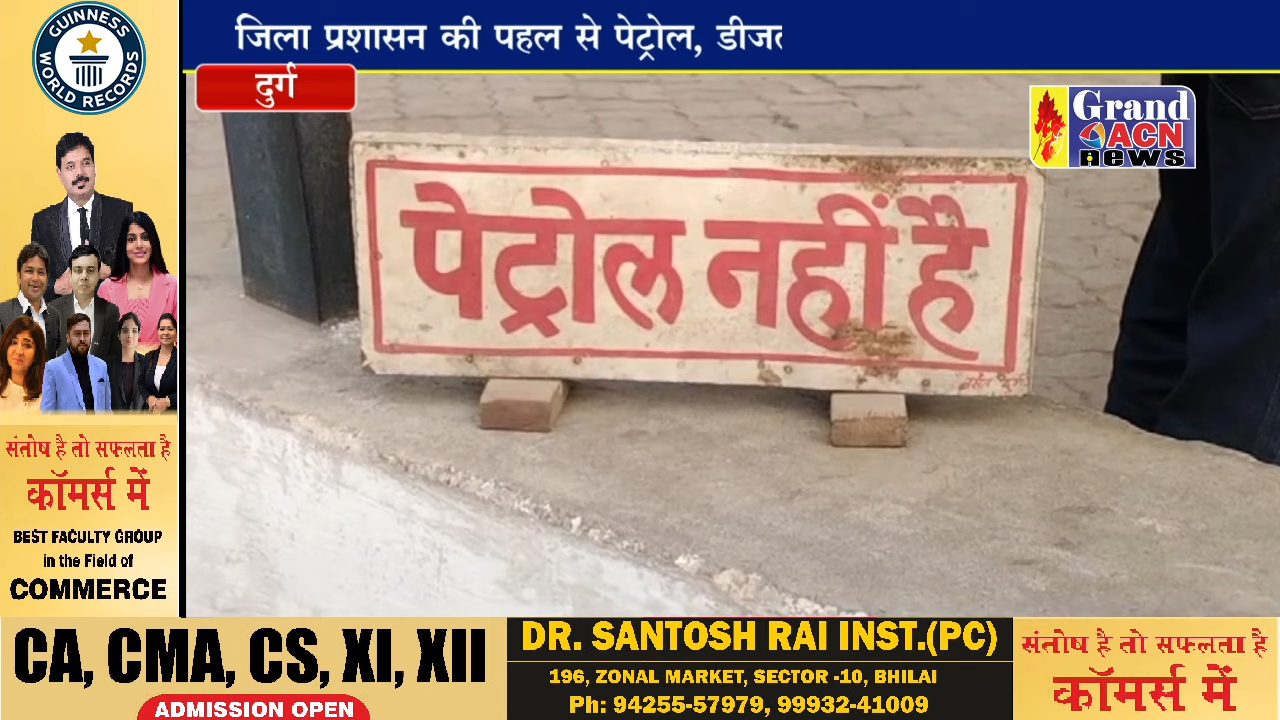 GUINNESS
WORLD RECORDS
जिला प्रशासन की पहल से पेट्रोल,
दुर्ग
Grand
ACN
news
पेट्रोल नहीं है
संतोष है तो सफलता है
कॉमर्स में
BEST FACULTY GROUP
in the Field of
COMMERCE
CA, CMA, CS, XI, XII
ADMISSION OPEN
DR. SANTOSH RAI INST.(PC)
196, ZONAL MARKET, SECTOR -10, BHILAI
Ph: 94255-57979, 99932-41009
संतोष है तो सफलता है
कॉमर्स में